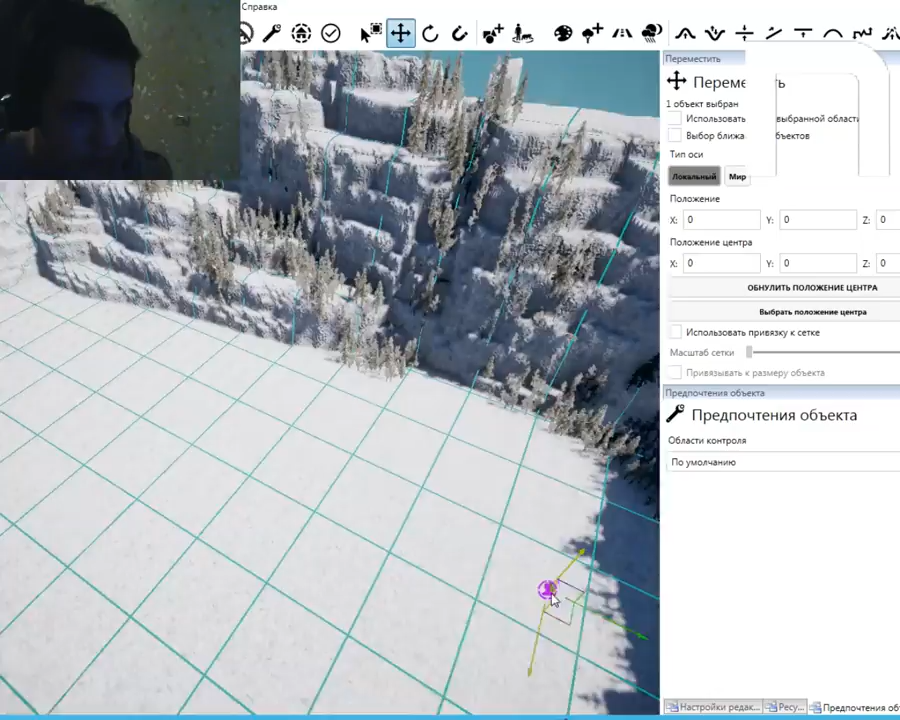 Справка
Переместить
Переме ть
1 объект выбран
Использовать выбранной области
Выбор ближа ъектов
Тип оси
Локальный Мир
Положение
X: 0 Y: 0 Z: 0
Положение центра
X: 0 Y: 0 Z: 0
ОБНУЛИТЬ ПОЛОЖЕНИЕ ЦЕНТРА
Выбрать положение центра
Использовать привязку к сетке
Масштаб сетки
Привязывать к размеру объекта
Предпочтения объекта
Предпочтения объекта
Области контроля
По умолчанию
Настройки редак... Ресу... Предпочтения об